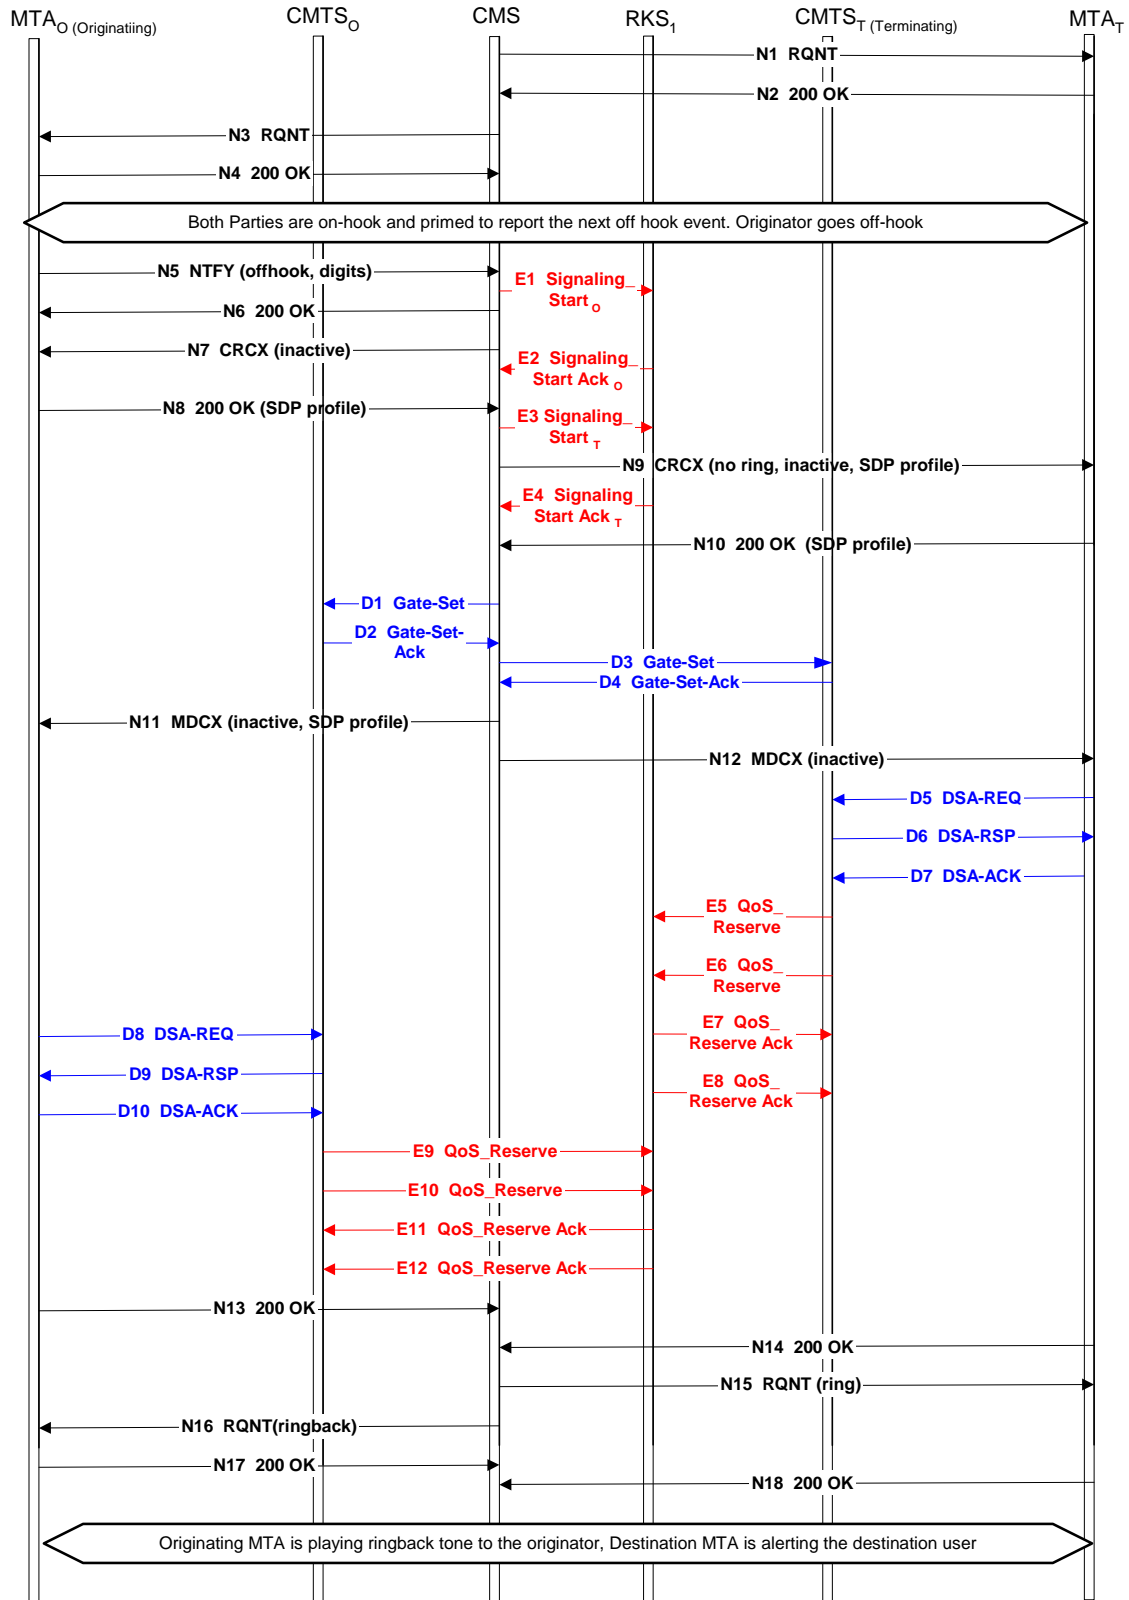 MTAO (Originatiing) CMTSO CMS RKS1 CMTST (Terminating) MTAT
N1 RQNT
N2 200 OK
N3 RQNT
N4 200 OK
Both Parties are on-hook and primed to report the next off hook event. Originator goes off-hook
N5 NTFY (offhook, digits)
E1 Signaling_
Start O
N6 200 OK
N7 CRCX (inactive)
E2 Signaling_
Start Ack O
N8 200 OK (SDP profile)
E3 Signaling_
Start T
N9 CRCX (no ring, inactive, SDP profile)
E4 Signaling
Start Ack T
N10 200 OK (SDP profile)
D1 Gate-Set
D2 Gate-Set-
Ack
D3 Gate-Set
D4 Gate-Set-Ack
N11 MDCX (inactive, SDP profile)
N12 MDCX (inactive)
D5 DSA-REQ
D6 DSA-RSP
D7 DSA-ACK
E5 QoS_
Reserve
E6 QoS_
Reserve
D8 DSA-REQ
E7 QoS_
Reserve Ack
D9 DSA-RSP
E8 QoS_
Reserve Ack
D10 DSA-ACK
E9 QoS_Reserve
E10 QoS_Reserve
E11 QoS_Reserve Ack
E12 QoS_Reserve Ack
N13 200 OK
N14 200 OK
N15 RQNT (ring)
N16 RQNT(ringback)
N17 200 OK
N18 200 OK
Originating MTA is playing ringback tone to the originator, Destination MTA is alerting the destination user